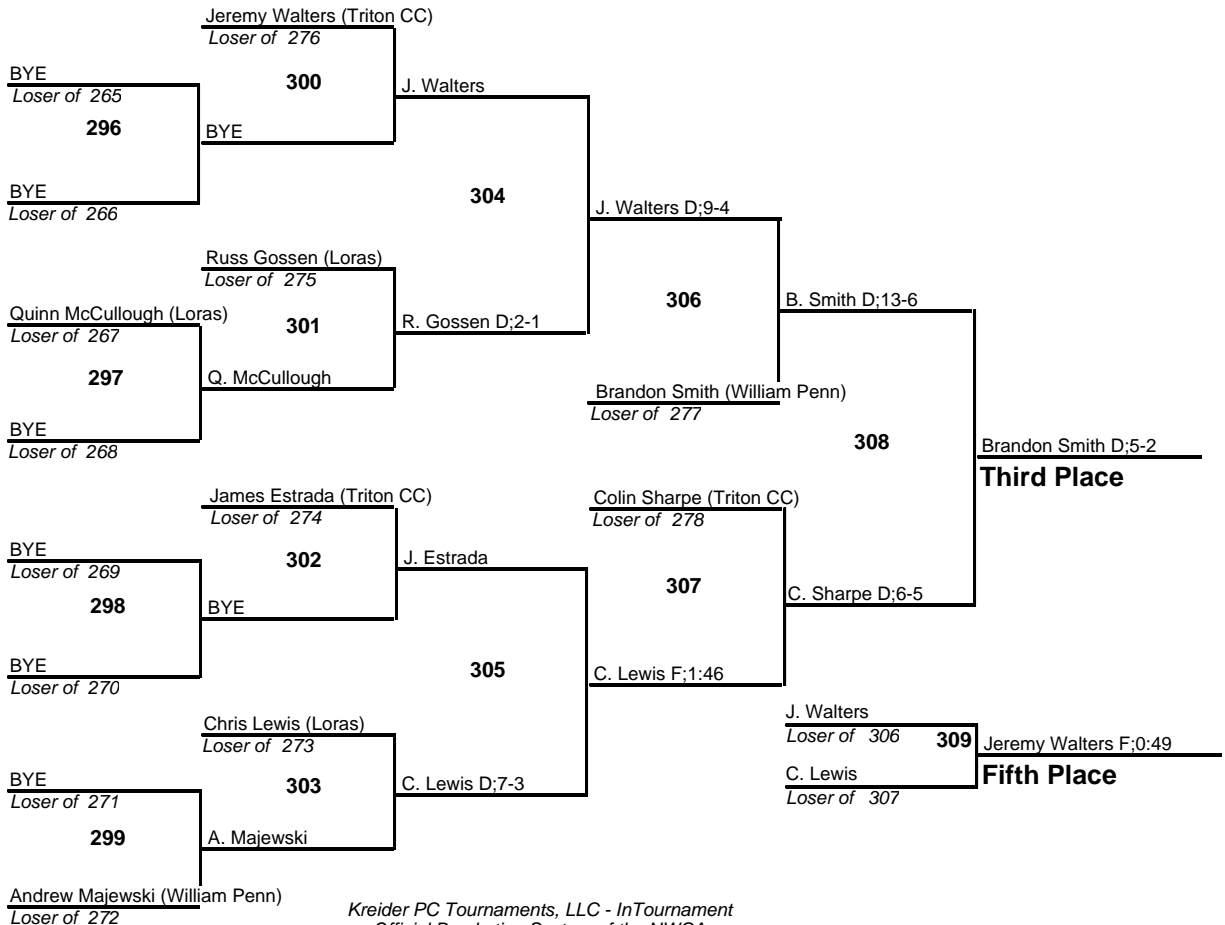 Jeremy Walters (Triton CC)
Loser of 276
BYE
Loser of 265
300
J. Walters
296
BYE
BYE
Loser of 266
304
J. Walters D;9-4
Russ Gossen (Loras)
Loser of 275
Quinn McCullough (Loras)
Loser of 267
301
R. Gossen D;2-1
306
B. Smith D;13-6
297
Q. McCullough
Brandon Smith (William Penn)
Loser of 277
BYE
Loser of 268
308
Brandon Smith D;5-2
Third Place
James Estrada (Triton CC)
Loser of 274
Colin Sharpe (Triton CC)
Loser of 278
BYE
Loser of 269
302
J. Estrada
307
298
BYE
C. Sharpe D;6-5
BYE
Loser of 270
305
C. Lewis F;1:46
Chris Lewis (Loras)
Loser of 273
J. Walters
Loser of 306
309
Jeremy Walters F;0:49
Fifth Place
BYE
Loser of 271
303
C. Lewis D;7-3
C. Lewis
Loser of 307
299
A. Majewski
Andrew Majewski (William Penn)
Loser of 272
Kreider PC Tournaments, LLC - InTournament